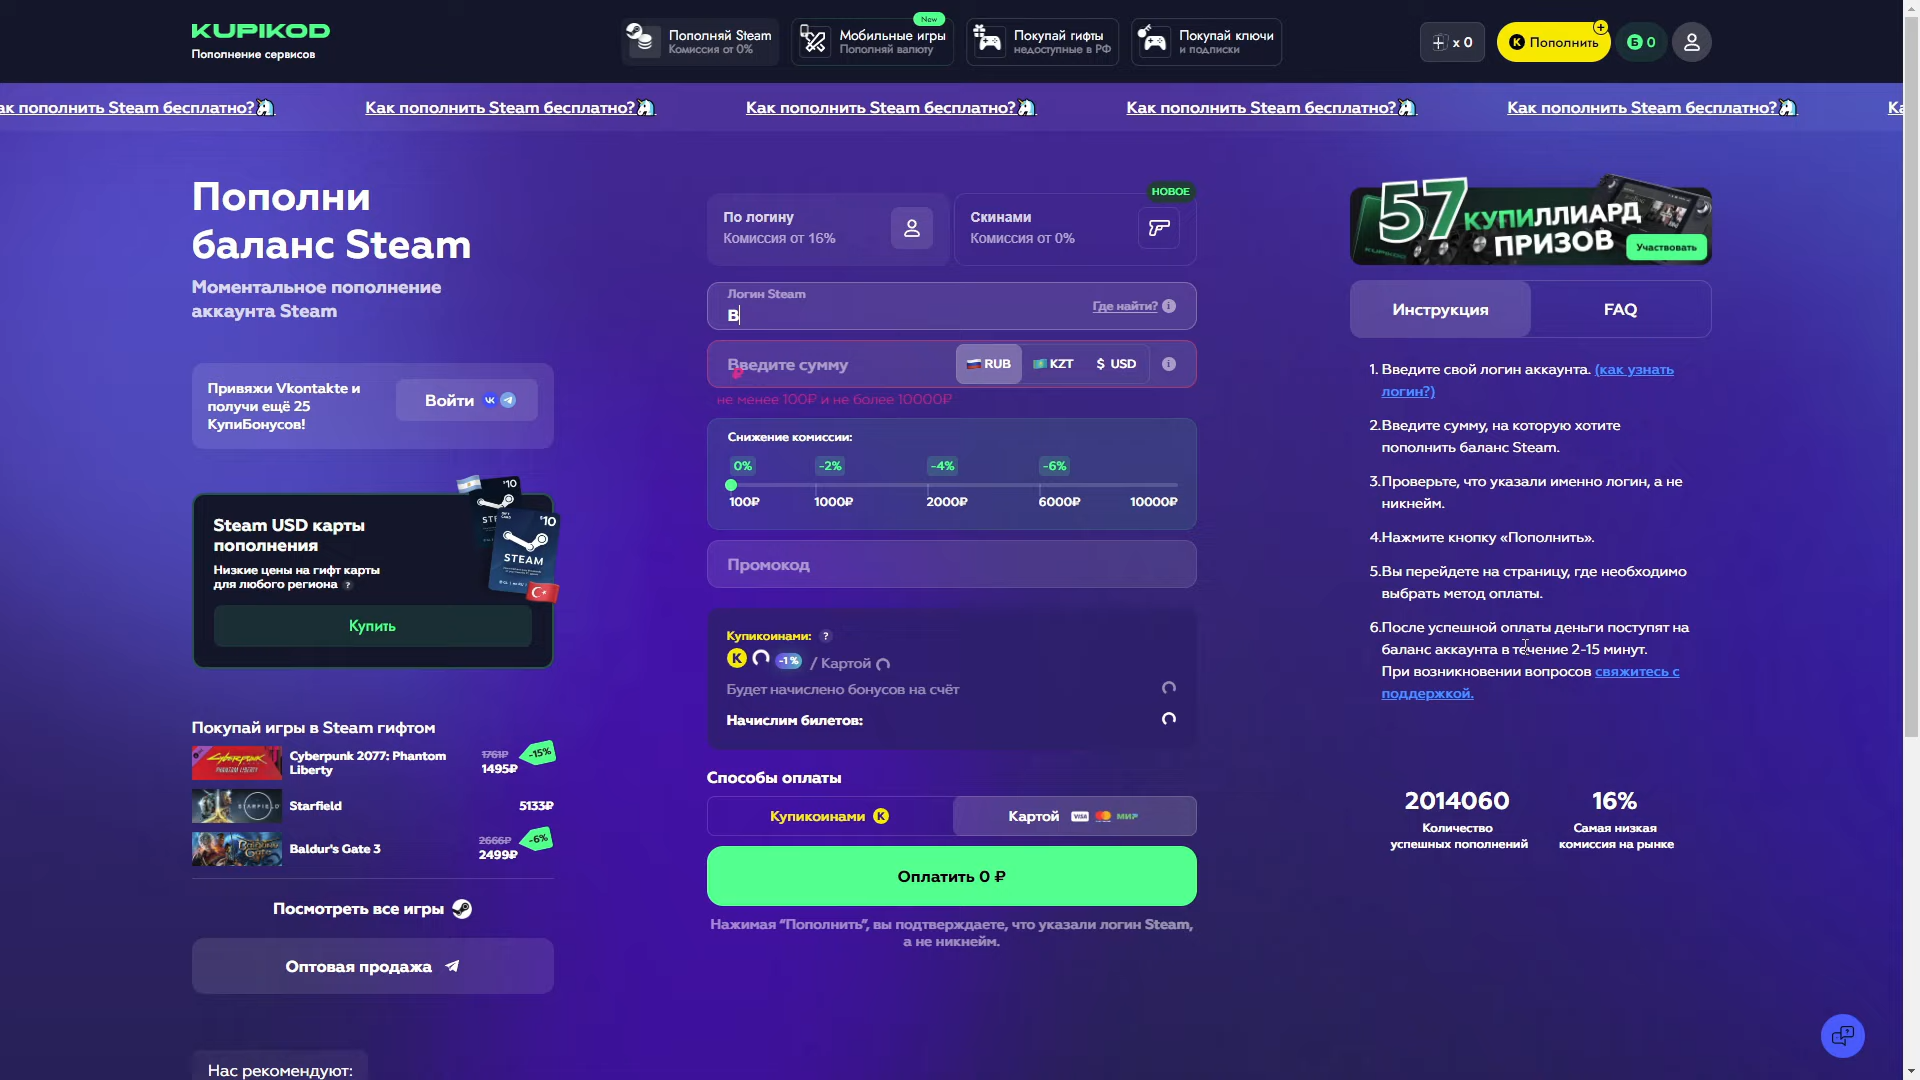 KUPIKOD
Пополнение сервисов
Пополняй Steam
Комиссия от 0%
New
Мобильные игры
Пополняй валюту
Покупай гифты
недоступные в РФ
Покупай ключи
и подписки
x 0
K Пополнить
Б 0
ак пополнить Steam бесплатно?
Как пополнить Steam бесплатно?
Как пополнить Steam бесплатно?
Как пополнить Steam бесплатно?
Как пополнить Steam бесплатно?
Ка
Пополни
баланс Steam
Моментальное пополнение
аккаунта Steam
Привяжи Vkontakte и
получи ещё 25
КупиБонусов!
Войти
Steam USD карты
пополнения
Низкие цены на гифт карты
для любого региона ?
$10
$10
STEAM
Купить
Покупай игры в Steam гифтом
Cyberpunk 2077: Phantom
Liberty
1761₽
1495₽
-15%
Starfield
5133₽
Baldur's Gate 3
2666₽
2499₽
-6%
Посмотреть все игры
Оптовая продажа
Нас рекомендуют:
По логину
Комиссия от 16%
НОВОЕ
Скинами
Комиссия от 0%
Логин Steam
B
Где найти?
Введите сумму
RUB
KZT
$ USD
не менее 100₽ и не более 10000₽
Снижение комиссии:
0%
-2%
-4%
-6%
100₽
1000₽
2000₽
6000₽
10000₽
Промокод
Купикоинами: ?
K
-1%
/ Картой
Будет начислено бонусов на счёт
Начислим билетов:
Способы оплаты
Купикоинами K
Картой VISA МИР
Оплатить 0 ₽
Нажимая “Пополнить”, вы подтверждаете, что указали логин Steam,
а не никнейм.
57
КУПИЛЛИАРД
ПРИЗОВ
Участвовать
Инструкция
FAQ
1. Введите свой логин аккаунта. (как узнать
логин?)
2.Введите сумму, на которую хотите
пополнить баланс Steam.
3.Проверьте, что указали именно логин, а не
никнейм.
4.Нажмите кнопку «Пополнить».
5.Вы перейдете на страницу, где необходимо
выбрать метод оплаты.
6.После успешной оплаты деньги поступят на
баланс аккаунта в течение 2-15 минут.
При возникновении вопросов свяжитесь с
поддержкой.
2014060
Количество
успешных пополнений
16%
Самая низкая
комиссия на рынке